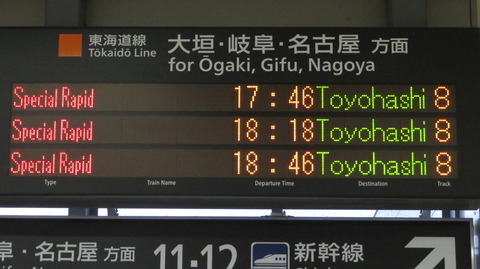 東海道線 大垣・岐阜・名古屋 方面
Tōkaidō Line for Ōgaki, Gifu, Nagoya
Special Rapid 17:46 Toyohashi 8
Special Rapid 18:18 Toyohashi 8
Special Rapid 18:46 Toyohashi 8
Type Train Name Departure Time Destination Track
阜・名古屋 方面 11·12 新幹線